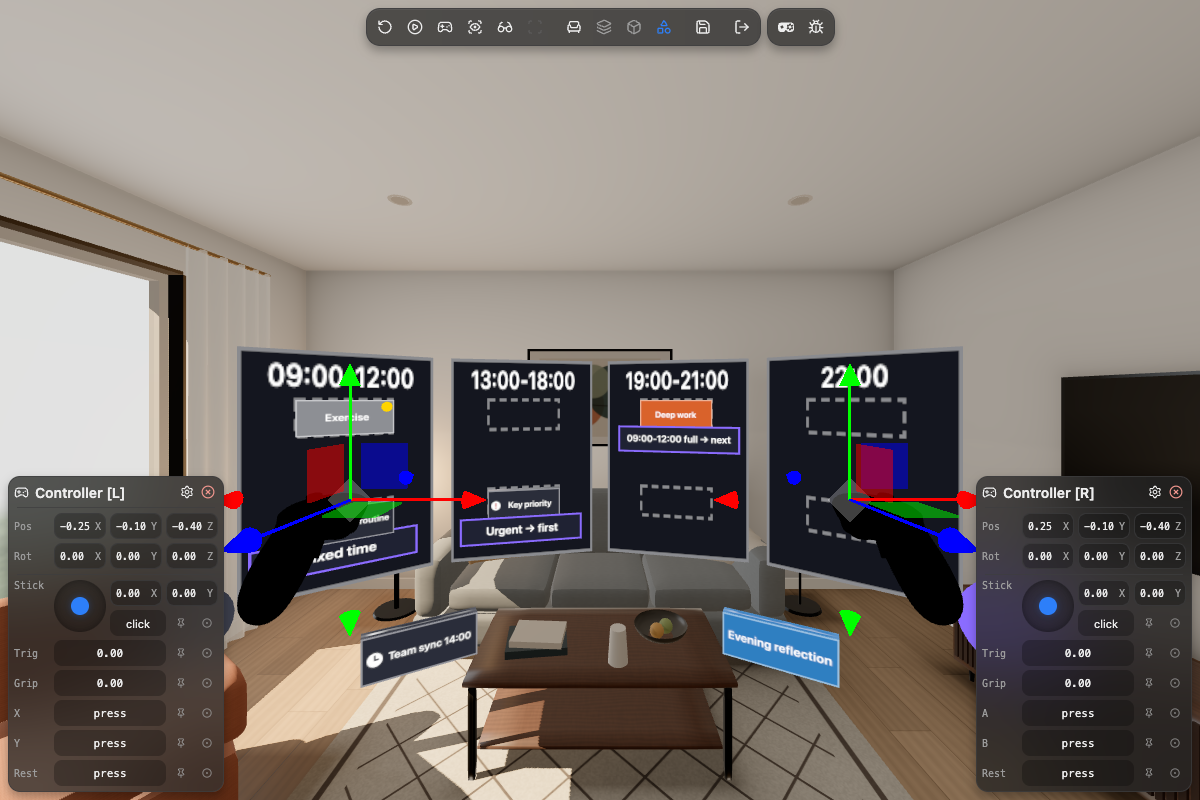 09:00-12:00
Exercise
routine
xed time
13:00-18:00
Key priority
Urgent → first
19:00-21:00
Deep work
09:00-12:00 full → next
22:00
Team sync 14:00
Evening reflection
Controller [L]
Pos −0.25 X −0.10 Y −0.40 Z
Rot 0.00 X 0.00 Y 0.00 Z
Stick 0.00 X 0.00 Y
click
Trig 0.00
Grip 0.00
X press
Y press
Rest press
Controller [R]
Pos 0.25 X −0.10 Y −0.40 Z
Rot 0.00 X 0.00 Y 0.00 Z
Stick 0.00 X 0.00 Y
click
Trig 0.00
Grip 0.00
A press
B press
Rest press